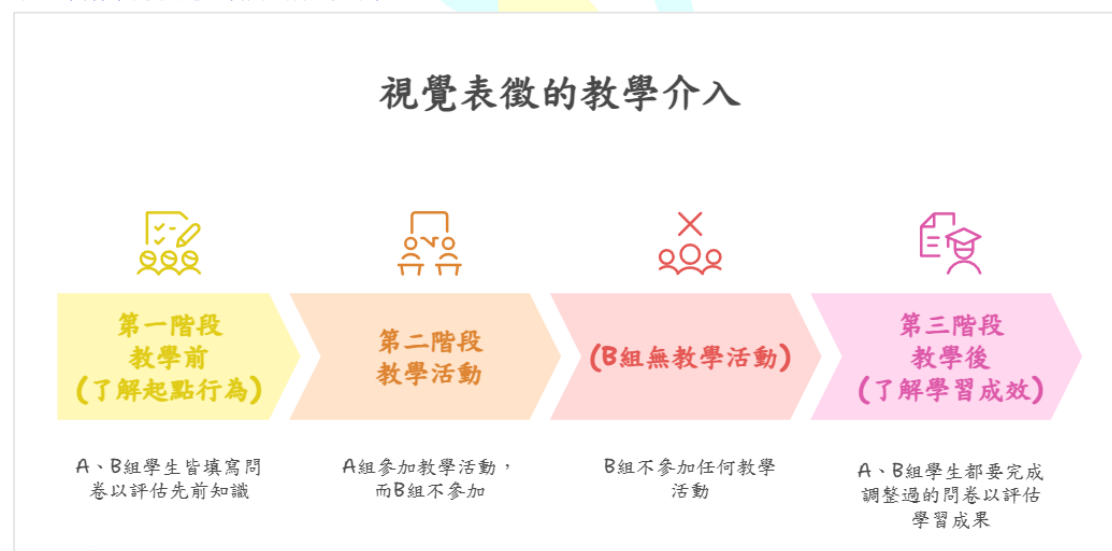 視覺表徵的教學介入
第一階段
教學前
(了解起點行為)
第二階段
教學活動
(B組無教學活動)
第三階段
教學後
(了解學習成效)
A、B組學生皆填寫問
卷以評估先前知識
A組參加教學活動，
而B組不參加
B組不參加任何教學
活動
A、B組學生都要完成
調整過的問卷以評估
學習成果